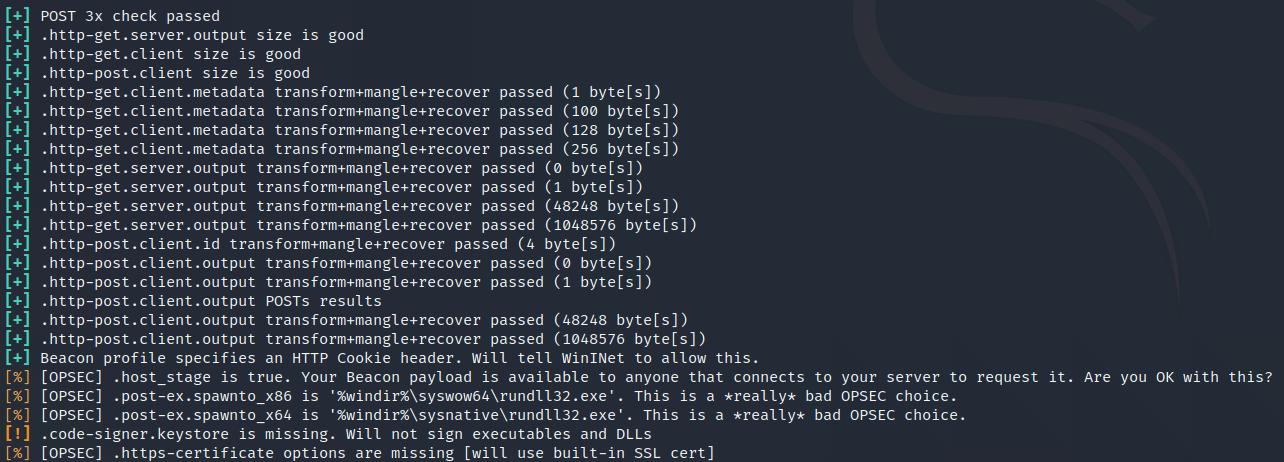 [+] POST 3x check passed
[+] .http-get.server.output size is good
[+] .http-get.client size is good
[+] .http-post.client size is good
[+] .http-get.client.metadata transform+mangle+recover passed (1 byte[s])
[+] .http-get.client.metadata transform+mangle+recover passed (100 byte[s])
[+] .http-get.client.metadata transform+mangle+recover passed (128 byte[s])
[+] .http-get.client.metadata transform+mangle+recover passed (256 byte[s])
[+] .http-get.server.output transform+mangle+recover passed (0 byte[s])
[+] .http-get.server.output transform+mangle+recover passed (1 byte[s])
[+] .http-get.server.output transform+mangle+recover passed (48248 byte[s])
[+] .http-get.server.output transform+mangle+recover passed (1048576 byte[s])
[+] .http-post.client.id transform+mangle+recover passed (4 byte[s])
[+] .http-post.client.output transform+mangle+recover passed (0 byte[s])
[+] .http-post.client.output transform+mangle+recover passed (1 byte[s])
[+] .http-post.client.output POSTs results
[+] .http-post.client.output transform+mangle+recover passed (48248 byte[s])
[+] .http-post.client.output transform+mangle+recover passed (1048576 byte[s])
[+] Beacon profile specifies an HTTP Cookie header. Will tell WinINet to allow this.
[%] [OPSEC] .host_stage is true. Your Beacon payload is available to anyone that connects to your server to request it. Are you OK with this?
[%] [OPSEC] .post-ex.spawnto_x86 is '%windir%\syswow64\rundll32.exe'. This is a *really* bad OPSEC choice.
[%] [OPSEC] .post-ex.spawnto_x64 is '%windir%\sysnative\rundll32.exe'. This is a *really* bad OPSEC choice.
[!] .code-signer.keystore is missing. Will not sign executables and DLLs
[%] [OPSEC] .https-certificate options are missing [will use built-in SSL cert]